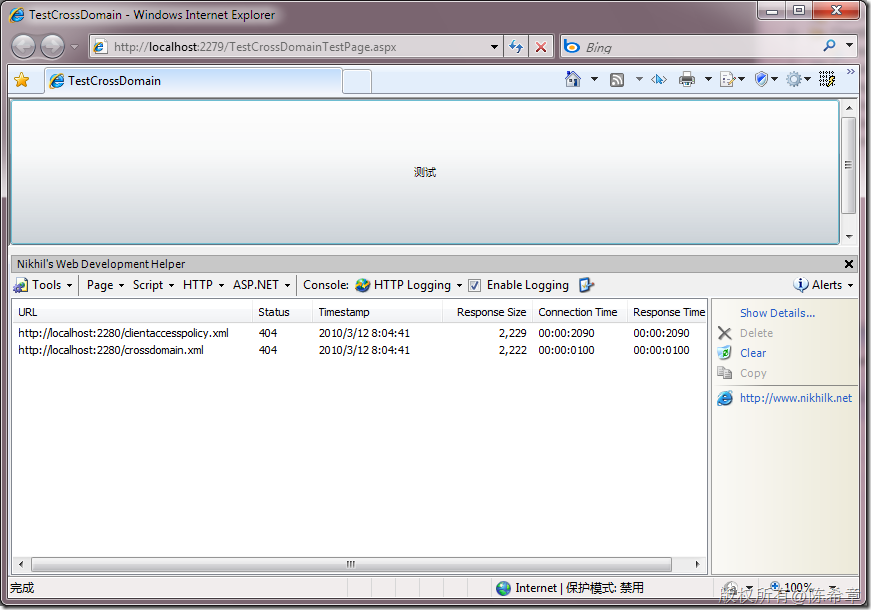 TestCrossDomain - Windows Internet Explorer
http://localhost:2279/TestCrossDomainTestPage.aspx
Bing
TestCrossDomain
测试
Nikhil's Web Development Helper
Tools Page Script HTTP ASP.NET Console: HTTP Logging Enable Logging Alerts
URL Status Timestamp Response Size Connection Time Response Time
http://localhost:2280/clientaccesspolicy.xml 404 2010/3/12 8:04:41 2,229 00:00:2090 00:00:2090
http://localhost:2280/crossdomain.xml 404 2010/3/12 8:04:41 2,222 00:00:0100 00:00:0100
Show Details...
Delete
Clear
Copy
http://www.nikhilk.net
完成 Internet | 保护模式: 禁用 100%
版权所有@陈希章